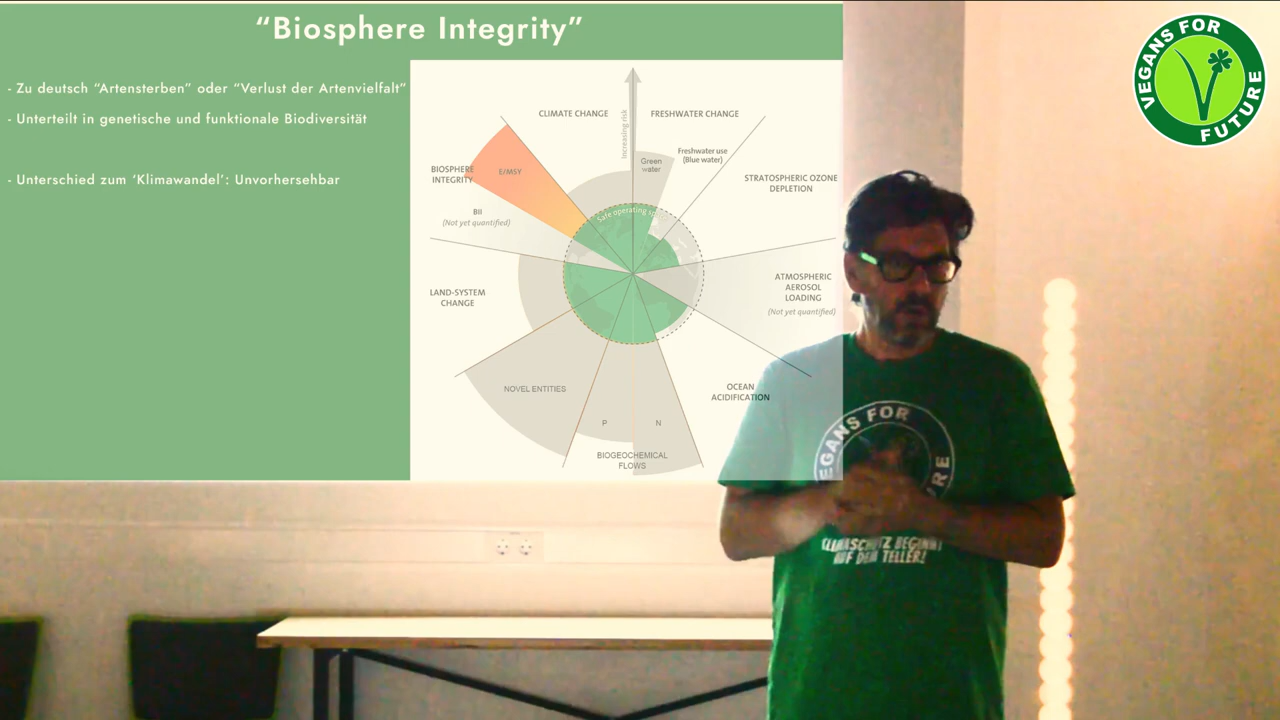 “Biosphere Integrity”
- Zu deutsch “Artensterben” oder “Verlust der Artenvielfalt”
- Unterteilt in genetische und funktionale Biodiversität
- Unterschied zum ‘Klimawandel’: Unvorhersehbar
CLIMATE CHANGE
Increasing risk
FRESHWATER CHANGE
Green
water
Freshwater use
(Blue water)
STRATOSPHERIC OZONE
DEPLETION
BIOSPHERE
INTEGRITY
E/MSY
BII
(Not yet quantified)
Safe operating
LAND-SYSTEM
CHANGE
ATMOSPHERIC
AEROSOL
LOADING
(Not yet quantified)
NOVEL ENTITIES
OCEAN
ACIDIFICATION
P
N
BIOGEOCHEMICAL
FLOWS
VEGANS FOR
FUTURE
EGANS FOR
URE
KLIMASCHUTZ BEGINNT
AUF DEM TELLER!